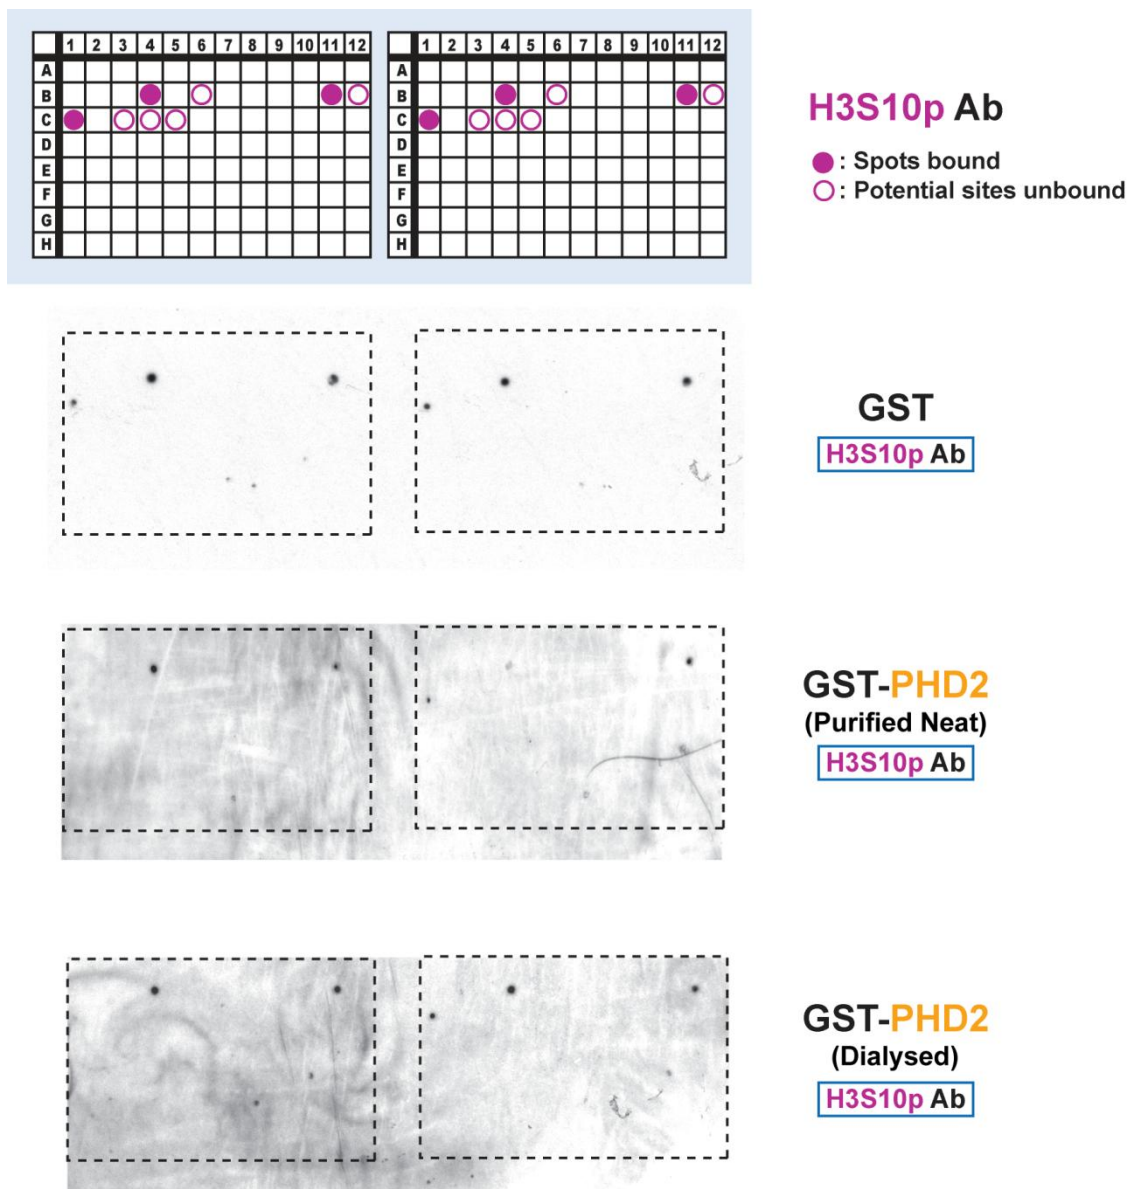 1 2 3 4 5 6 7 8 9 10 11 12
A
B
C
D
E
F
G
H
1 2 3 4 5 6 7 8 9 10 11 12
A
B
C
D
E
F
G
H
H3S10p Ab
: Spots bound
: Potential sites unbound
GST
H3S10p Ab
GST-PHD2
(Purified Neat)
H3S10p Ab
GST-PHD2
(Dialysed)
H3S10p Ab